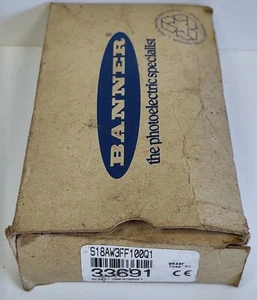 BANNER
the photoelectric specialist
S18AW3FF100Q1
33691
CE